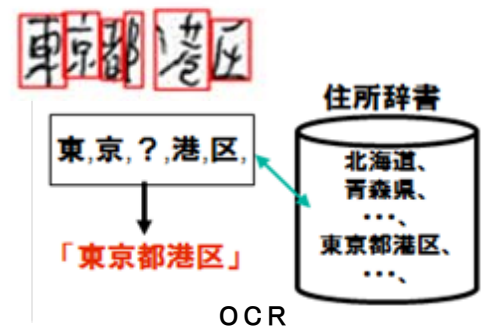 東京都港区
住所辞書
東,京,?,港,区,
北海道、
青森県、
・・・、
東京都港区、
・・・、
「東京都港区」
OCR